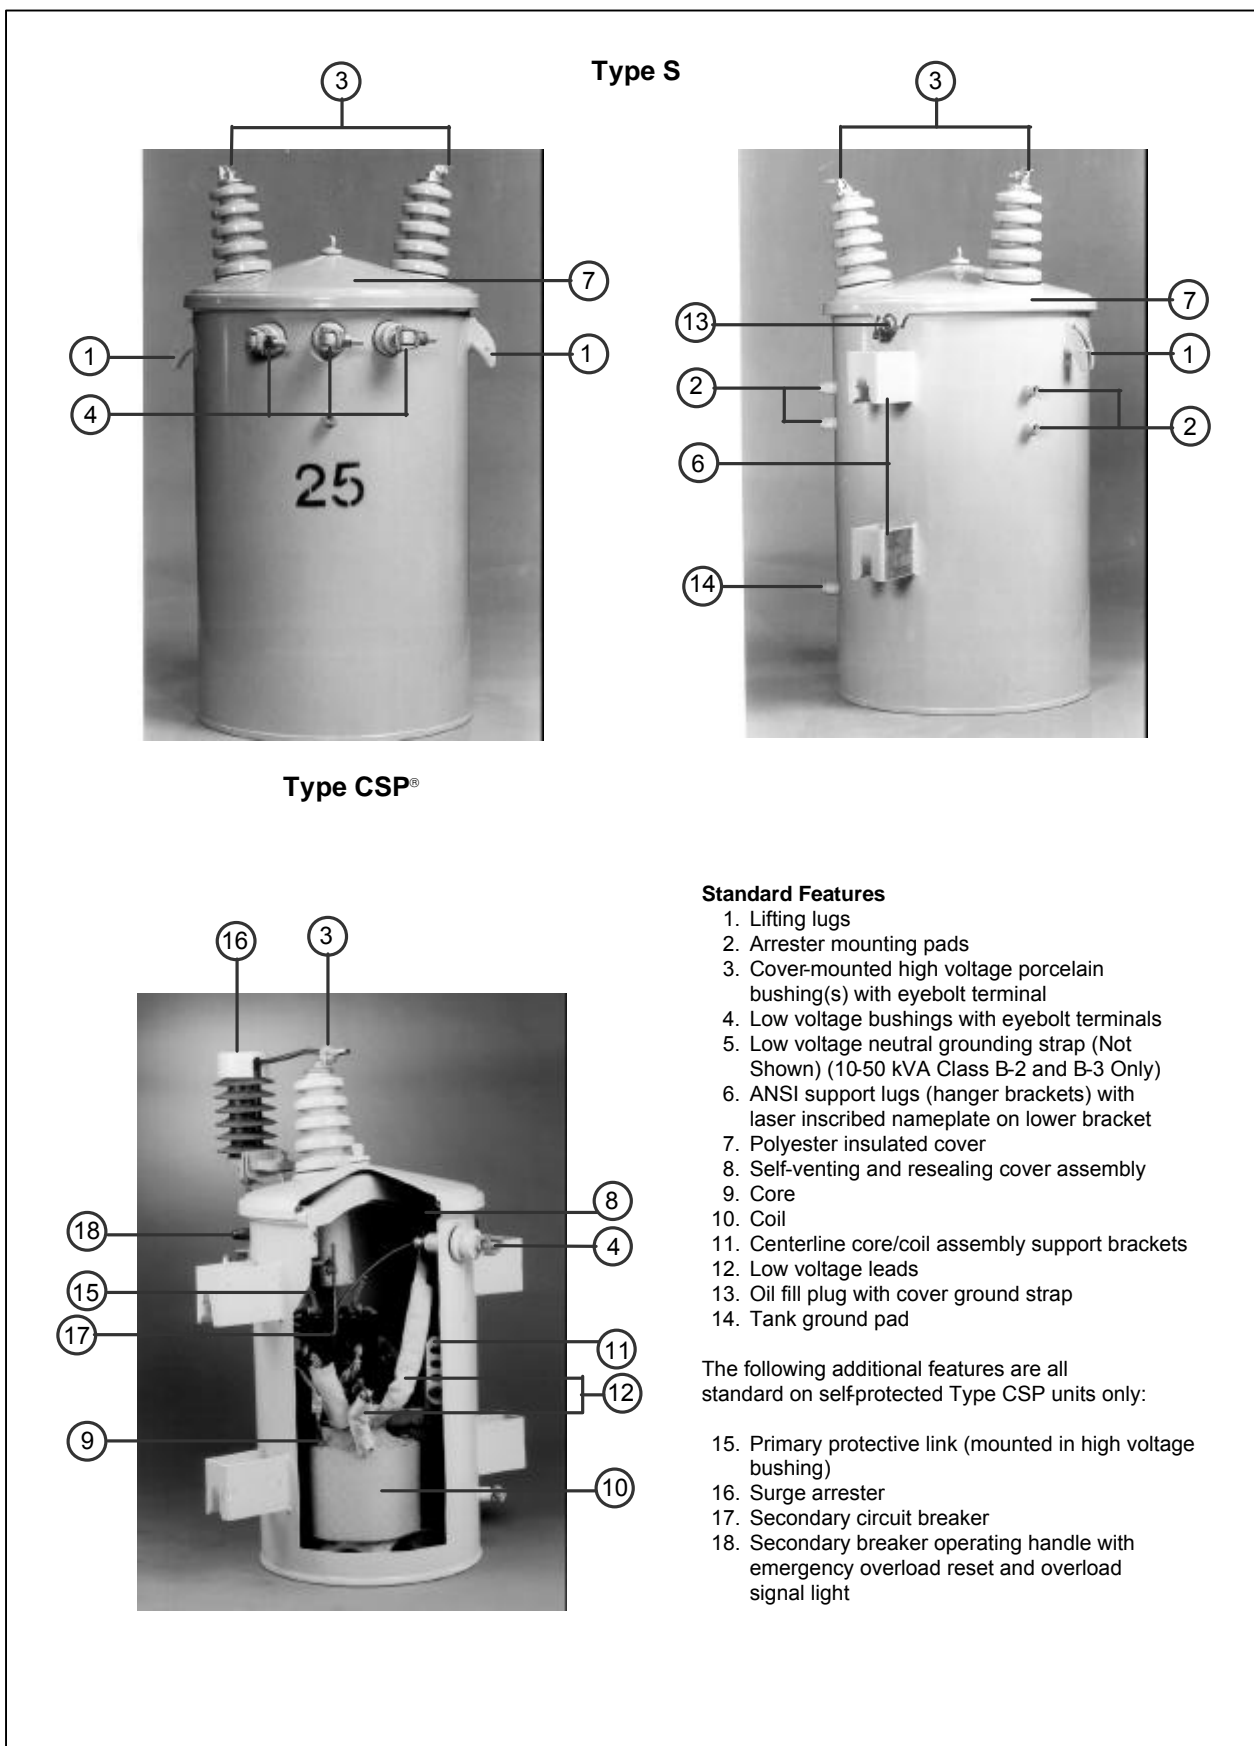 Type S
3
3
7
7
13
1
1
1
2
4
2
6
25
14
Type CSP®
Standard Features
1. Lifting lugs
2. Arrester mounting pads
3. Cover-mounted high voltage porcelain
bushing(s) with eyebolt terminal
4. Low voltage bushings with eyebolt terminals
5. Low voltage neutral grounding strap (Not
Shown) (10-50 kVA Class B-2 and B-3 Only)
6. ANSI support lugs (hanger brackets) with
laser inscribed nameplate on lower bracket
7. Polyester insulated cover
8. Self-venting and resealing cover assembly
9. Core
10. Coil
11. Centerline core/coil assembly support brackets
12. Low voltage leads
13. Oil fill plug with cover ground strap
14. Tank ground pad
The following additional features are all
standard on self-protected Type CSP units only:
15. Primary protective link (mounted in high voltage
bushing)
16. Surge arrester
17. Secondary circuit breaker
18. Secondary breaker operating handle with
emergency overload reset and overload
signal light
16
3
8
18
4
15
17
11
12
9
10